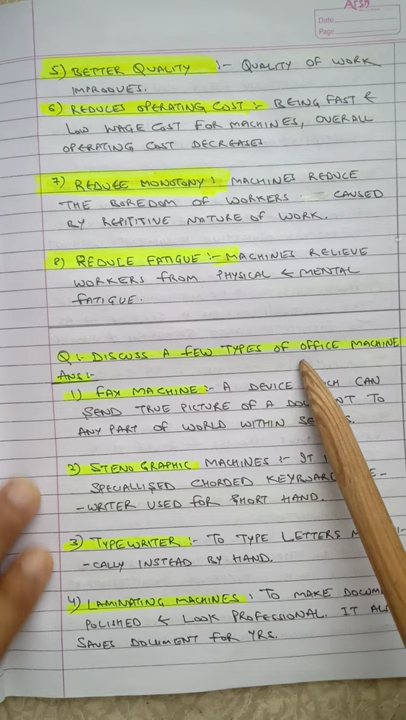 Date
Page
5) BETTER QUALITY :- QUALITY OF WORK
IMPROVES.
6) REDUCES OPERATING COST :- BEING FAST &
LOW WAGE COST FOR MACHINES, OVERALL
OPERATING COST DECREASES
7) REDUCE MONOTONY : MACHINES REDUCE
THE BOREDOM OF WORKERS CAUSED
BY REPITITIVE NATURE OF WORK.
8) REDUCE FATIGUE :- MACHINES RELIEVE
WORKERS FROM PHYSICAL & MENTAL
FATIGUE.
Q1- DISCUSS A FEW TYPES OF OFFICE MACHINE
ANS:-
1) FAX MACHINE :- A DEVICE CAN
SEND TRUE PICTURE OF A TO
ANY PART OF WORLD WITHIN
2) STENO GRAPHIC MACHINES :- IT
SPECIALISED CHORDED
-WRITER USED FOR SHORT HAND.
3) TYPEWRITER :- TO TYPE LETTERS
-CALLY INSTEAD BY HAND.
4) LAMINATING MACHINES : TO MAKE
POLISHED & LOOK PROFESSIONAL. IT
SAVES DOCUMENT FOR YRS.